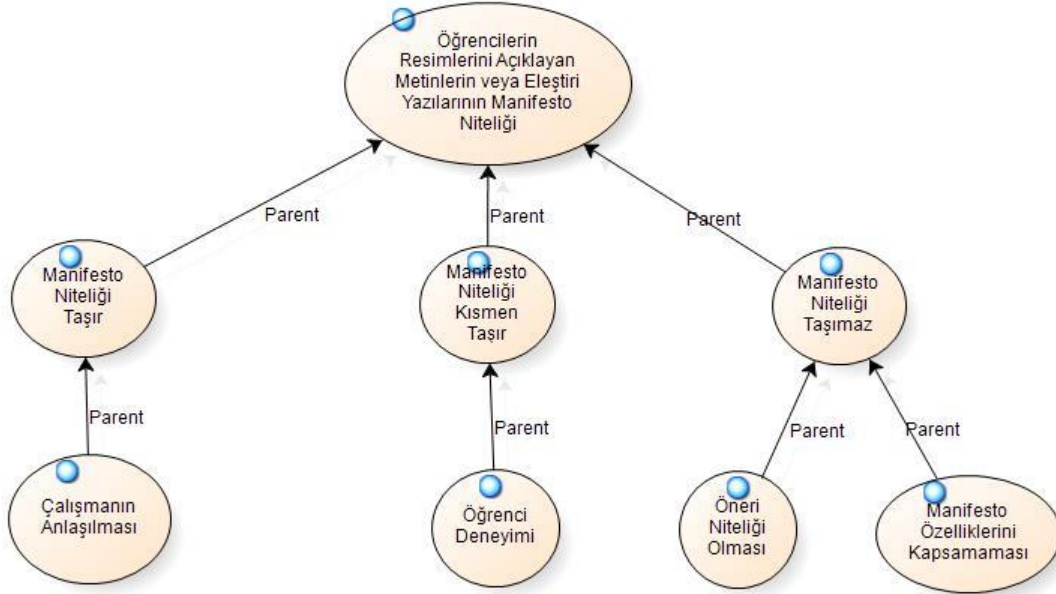 Öğrencilerin
Resimlerini Açıklayan
Metinlerin veya Eleştiri
Yazılarının Manifesto
Niteliği
Parent
Parent
Parent
Manifesto
Niteliği
Taşır
Manifesto
Niteliği
Kısmen
Taşır
Manifesto
Niteliği
Taşımaz
Parent
Parent
Parent
Parent
Çalışmanın
Anlaşılması
Öğrenci
Deneyimi
Öneri
Niteliği
Olması
Manifesto
Özelliklerini
Kapsamaması